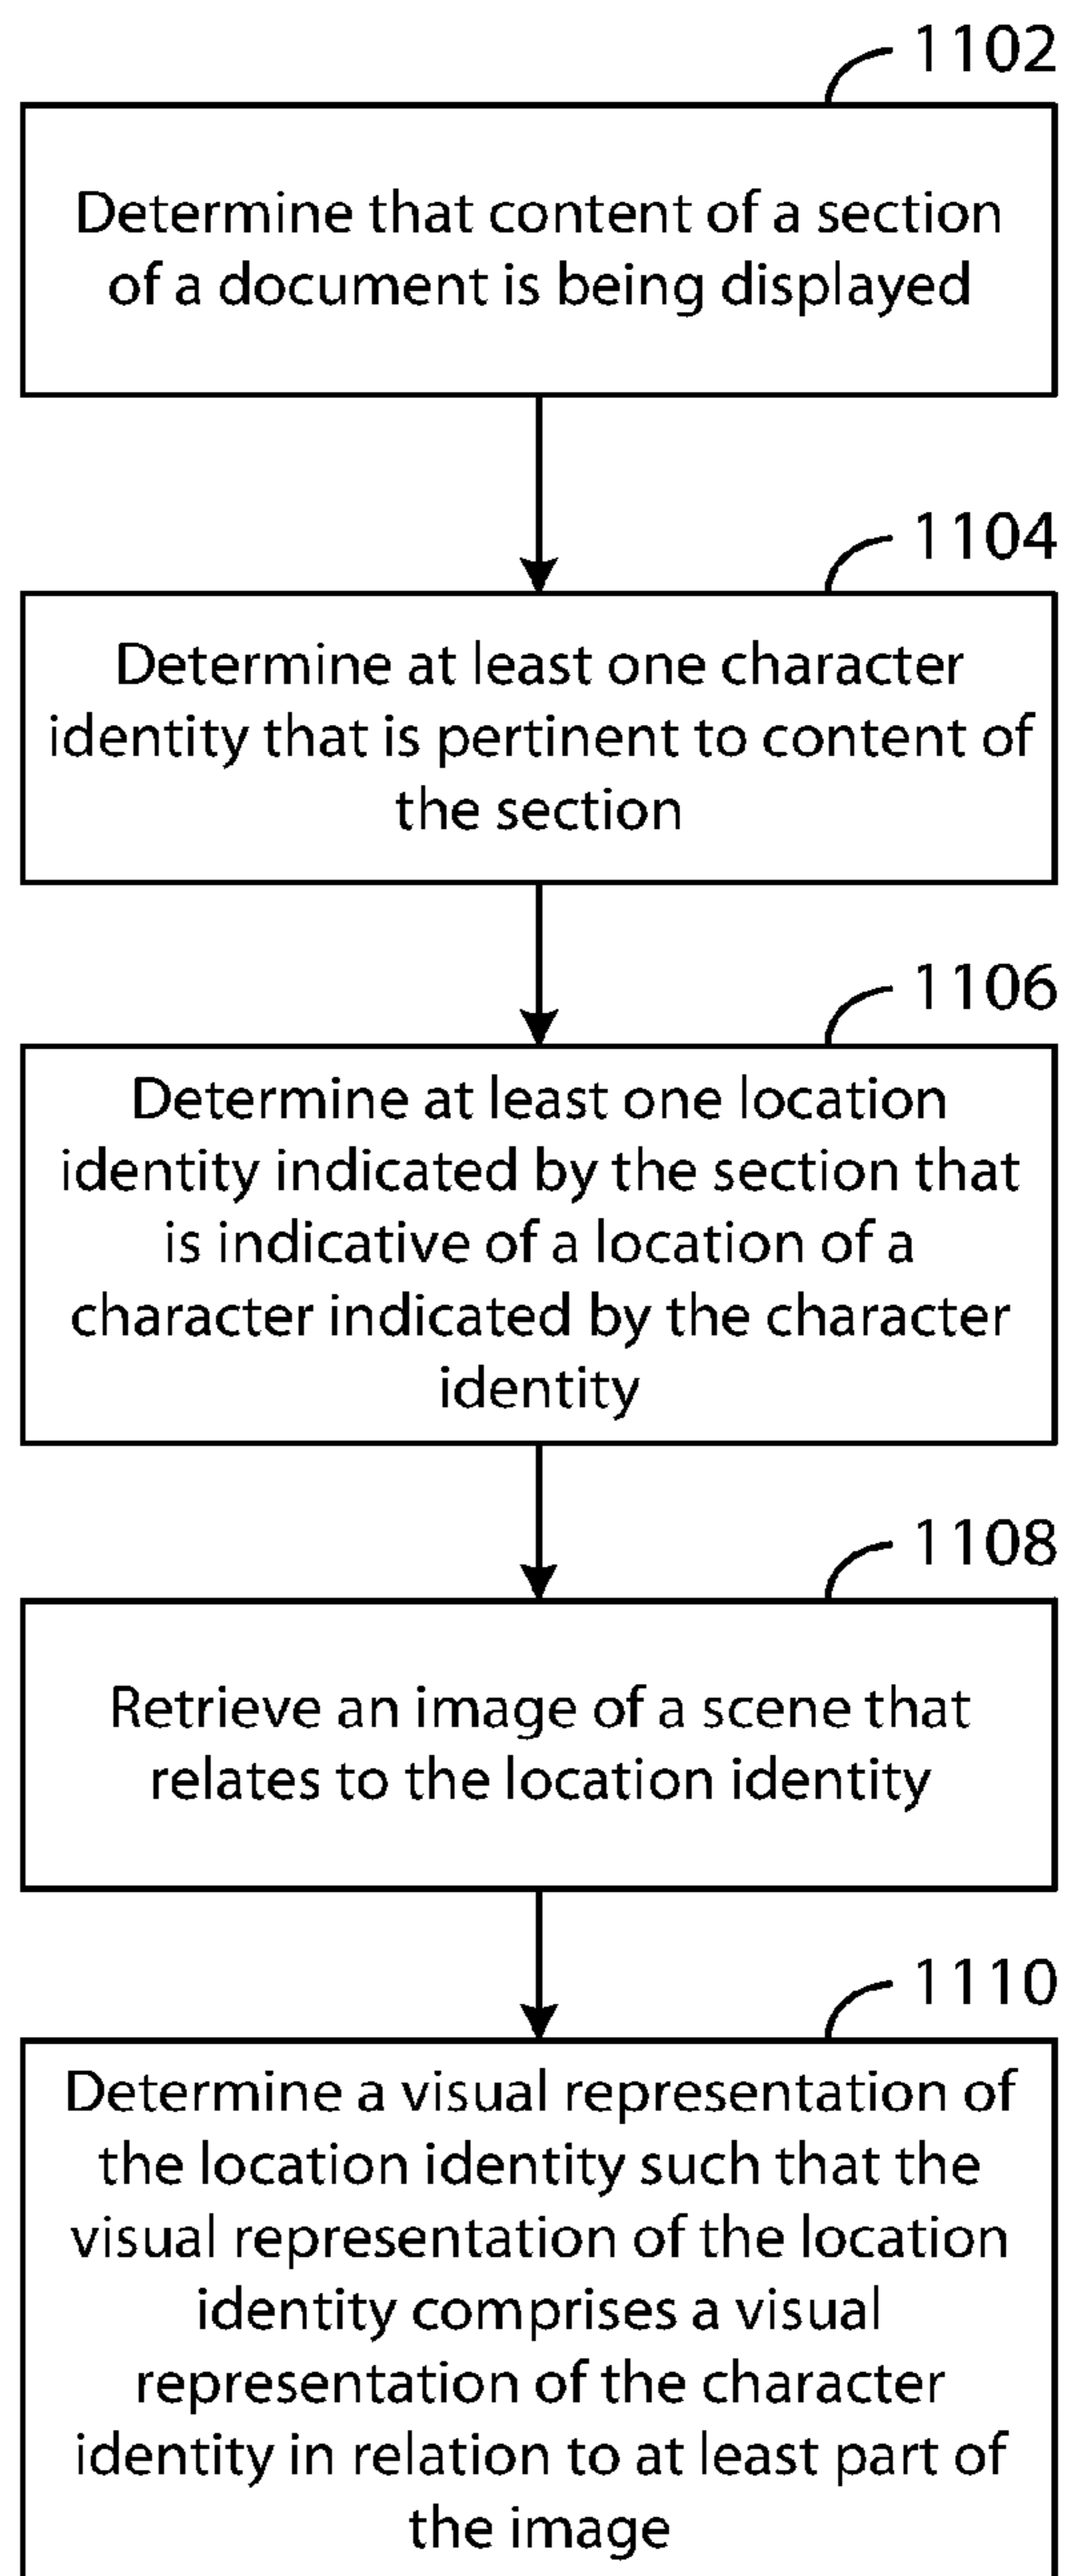 1102
Determine that content of a section
of a document is being displayed
1104
Determine at least one character
identity that is pertinent to content of
the section
1106
Determine at least one location
identity indicated by the section that
is indicative of a location of a
character indicated by the character
identity
1108
Retrieve an image of a scene that
relates to the location identity
1110
Determine a visual representation of
the location identity such that the
visual representation of the location
identity comprises a visual
representation of the character
identity in relation to at least part of
the image